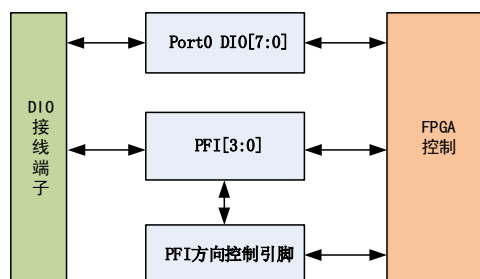 Port0 DIO[7:0]
DIO
接
线
端
子
PFI[3:0]
FPGA
控制
PFI方向控制引脚